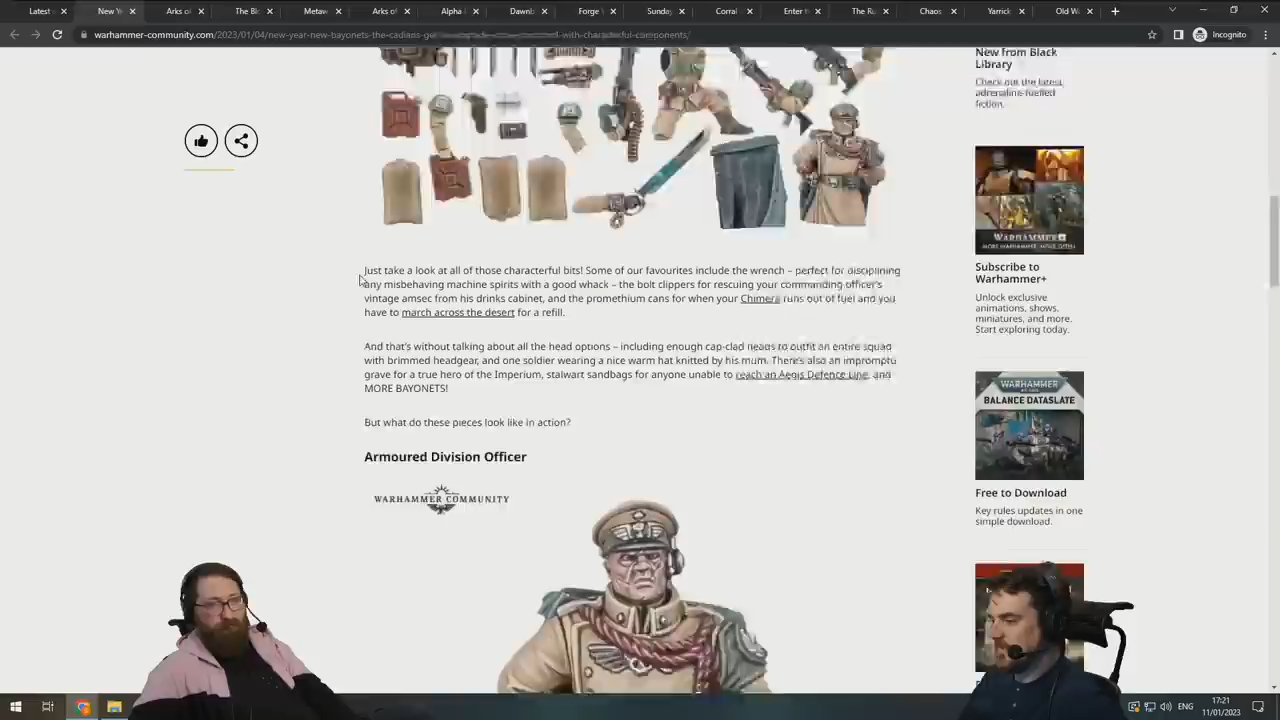 Latest
New Ye
Arks of
The Bl
Metaw
Arks of
Alpha
Dawnb
Forge
Sunday
Corral
Enter t
The Ru
Chaos
Yarrick
Old Wa
warhammer-community.com/2023/01/04/new-year-new-bayonets-the-cadians-ge
with-characterful-components/
Incognito
New from Black
Library
Check out the latest
adrenaline fuelled
fiction.
Just take a look at all of those characterful bits! Some of our favourites include the wrench – perfect for disciplining
any misbehaving machine spirits with a good whack – the bolt clippers for rescuing your commanding officer's
vintage amsec from his drinks cabinet, and the promethium cans for when your Chimera runs out of fuel and you
have to march across the desert for a refill.
And that's without talking about all the head options – including enough cap-clad heads to outfit an entire squad
with brimmed headgear, and one soldier wearing a nice warm hat knitted by his mum. There's also an impromptu
grave for a true hero of the Imperium, stalwart sandbags for anyone unable to reach an Aegis Defence Line, and
MORE BAYONETS!
But what do these pieces look like in action?
Armoured Division Officer
WARHAMMER COMMUNITY
WARHAMMER+
Subscribe to
Warhammer+
Unlock exclusive
animations, shows,
miniatures, and more.
Start exploring today.
WARHAMMER
BALANCE DATASLATE
Free to Download
Key rules updates in one
simple download.
ENG
17:21
11/01/2023